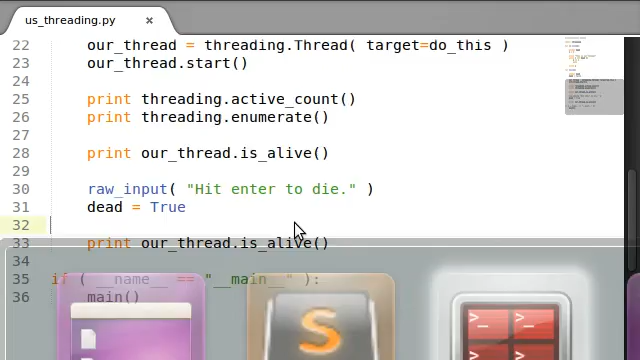 us_threading.py ×
22 our_thread = threading.Thread( target=do_this )
23 our_thread.start()
24
25 print threading.active_count()
26 print threading.enumerate()
27
28 print our_thread.is_alive()
29
30 raw_input( "Hit enter to die." )
31 dead = True
32
33 print our_thread.is_alive()
34
35 if ( __name__ == "__main__" ):
36 main()
S
>_ >_
>_ >_